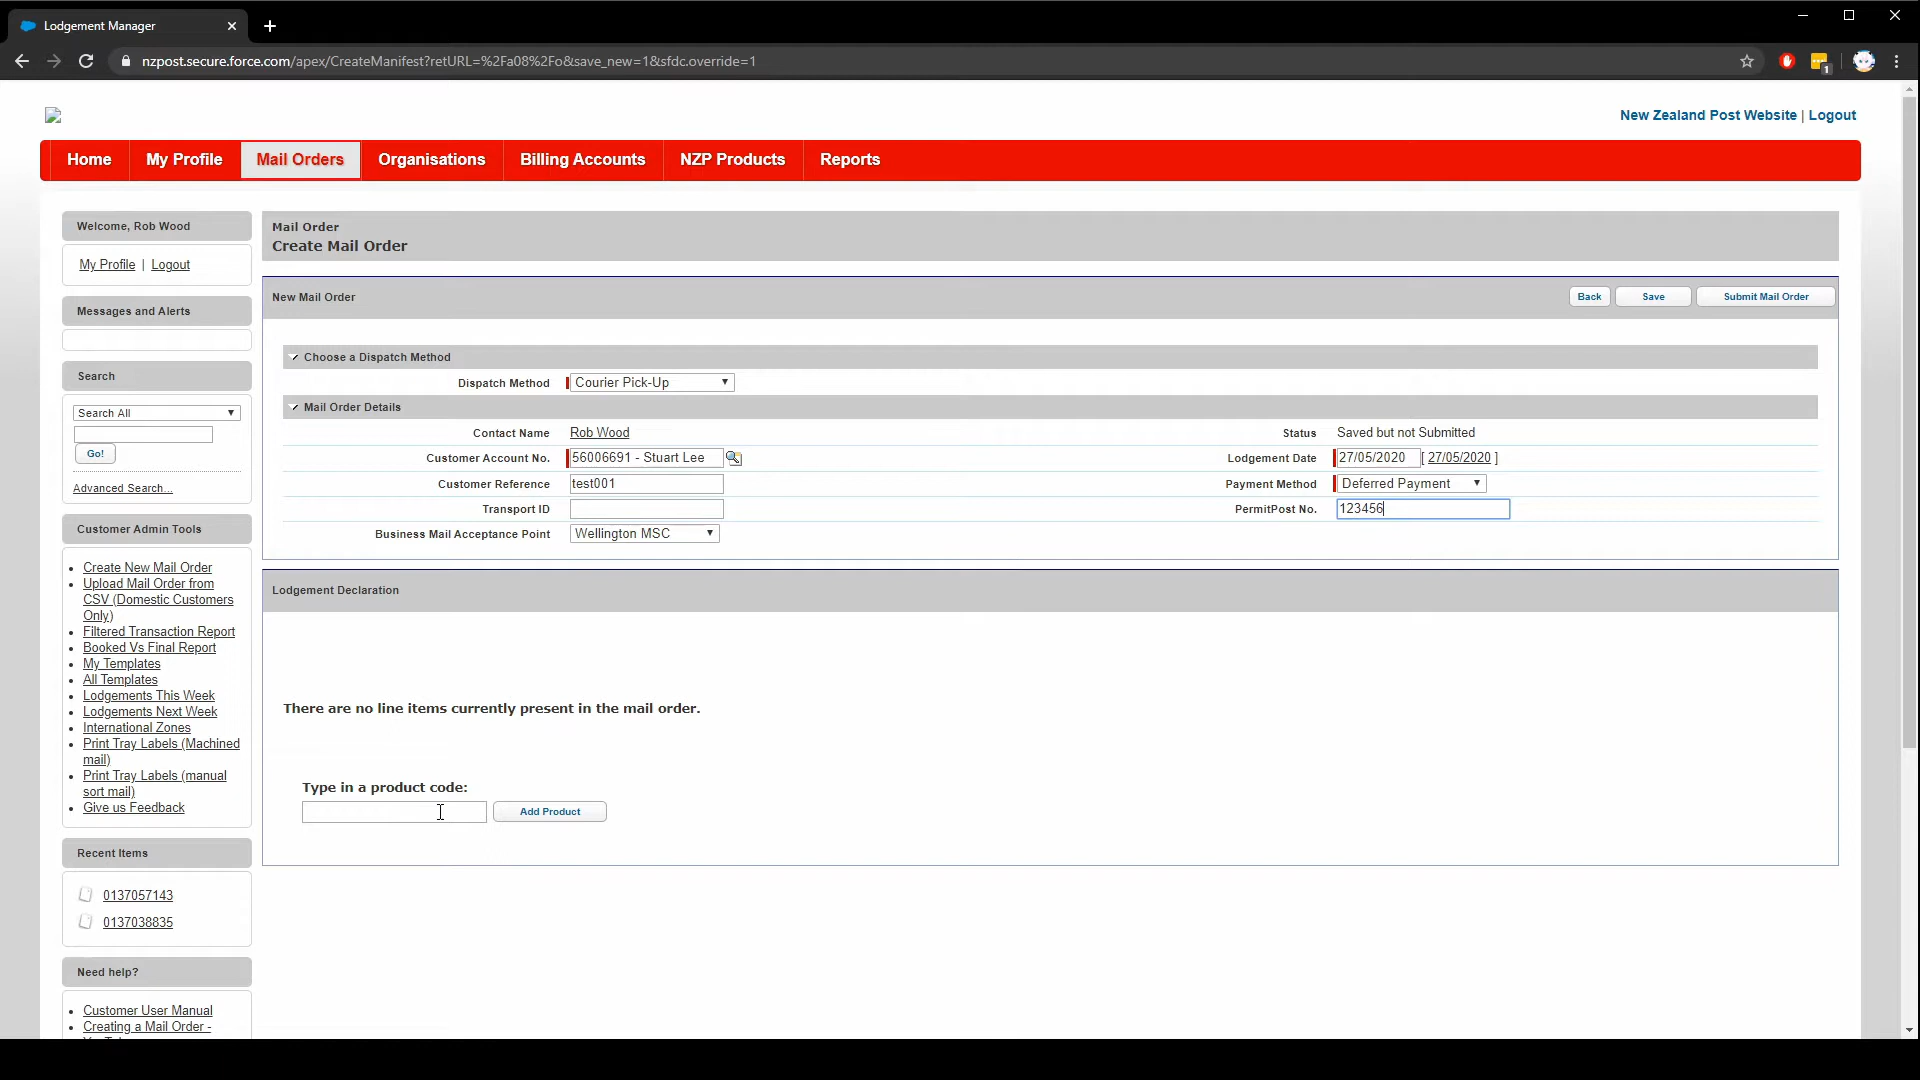 Lodgement Manager
nzpost.secure.force.com/apex/CreateManifest?retURL=%2Fa08%2Fo&save_new=1&sfdc.override=1
1
New Zealand Post Website | Logout
Home My Profile Mail Orders Organisations Billing Accounts NZP Products Reports
Welcome, Rob Wood
My Profile | Logout
Messages and Alerts
Search
Search All
Go!
Advanced Search...
Customer Admin Tools
Create New Mail Order
Upload Mail Order from
CSV (Domestic Customers
Only)
Filtered Transaction Report
Booked Vs Final Report
My Templates
All Templates
Lodgements This Week
Lodgements Next Week
International Zones
Print Tray Labels (Machined
mail)
Print Tray Labels (manual
sort mail)
Give us Feedback
Recent Items
0137057143
0137038835
Need help?
Customer User Manual
Creating a Mail Order -
Mail Order
Create Mail Order
New Mail Order
Back Save Submit Mail Order
Choose a Dispatch Method
Dispatch Method Courier Pick-Up
Mail Order Details
Contact Name Rob Wood Status Saved but not Submitted
Customer Account No. 56006691 - Stuart Lee Lodgement Date 27/05/2020 [ 27/05/2020 ]
Customer Reference test001 Payment Method Deferred Payment
Transport ID PermitPost No. 123456
Business Mail Acceptance Point Wellington MSC
Lodgement Declaration
There are no line items currently present in the mail order.
Type in a product code:
Add Product